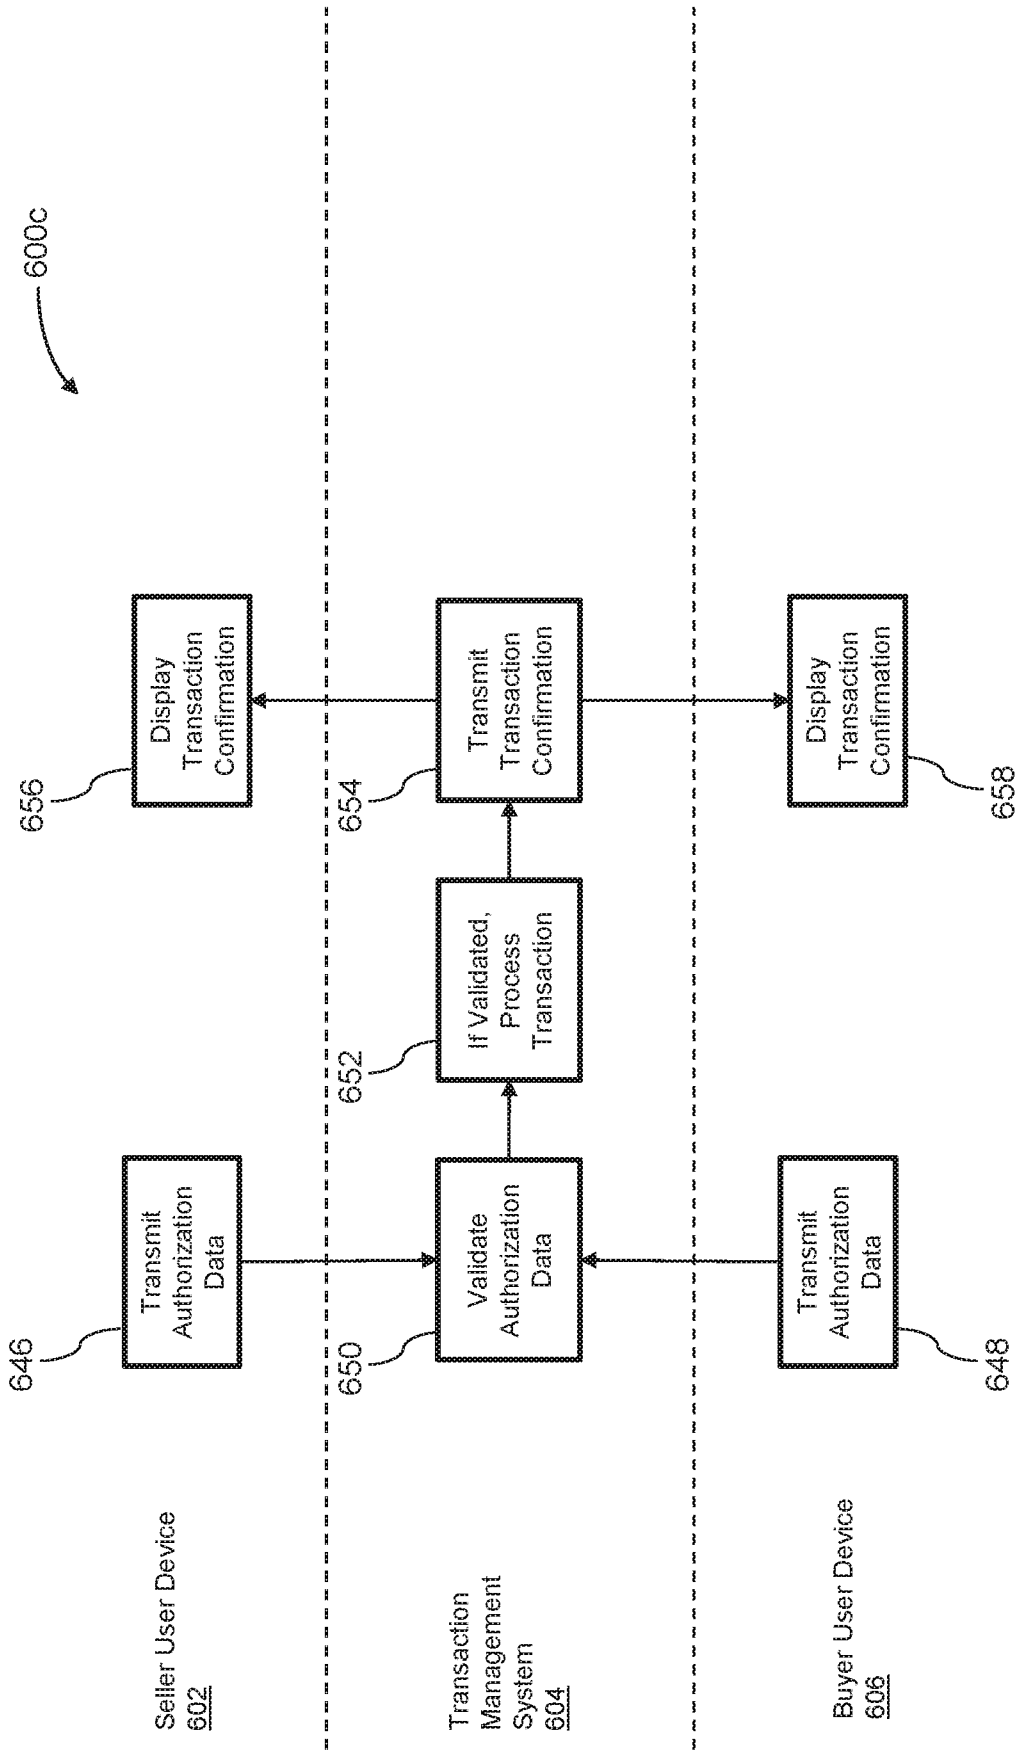 600c
Seller User Device
602
646
Transmit
Authorization
Data
656
Display
Transaction
Confirmation
Transaction
Management
System
604
650
Validate
Authorization
Data
652
If Validated,
Process
Transaction
654
Transmit
Transaction
Confirmation
Buyer User Device
606
Transmit
Authorization
Data
648
Display
Transaction
Confirmation
658